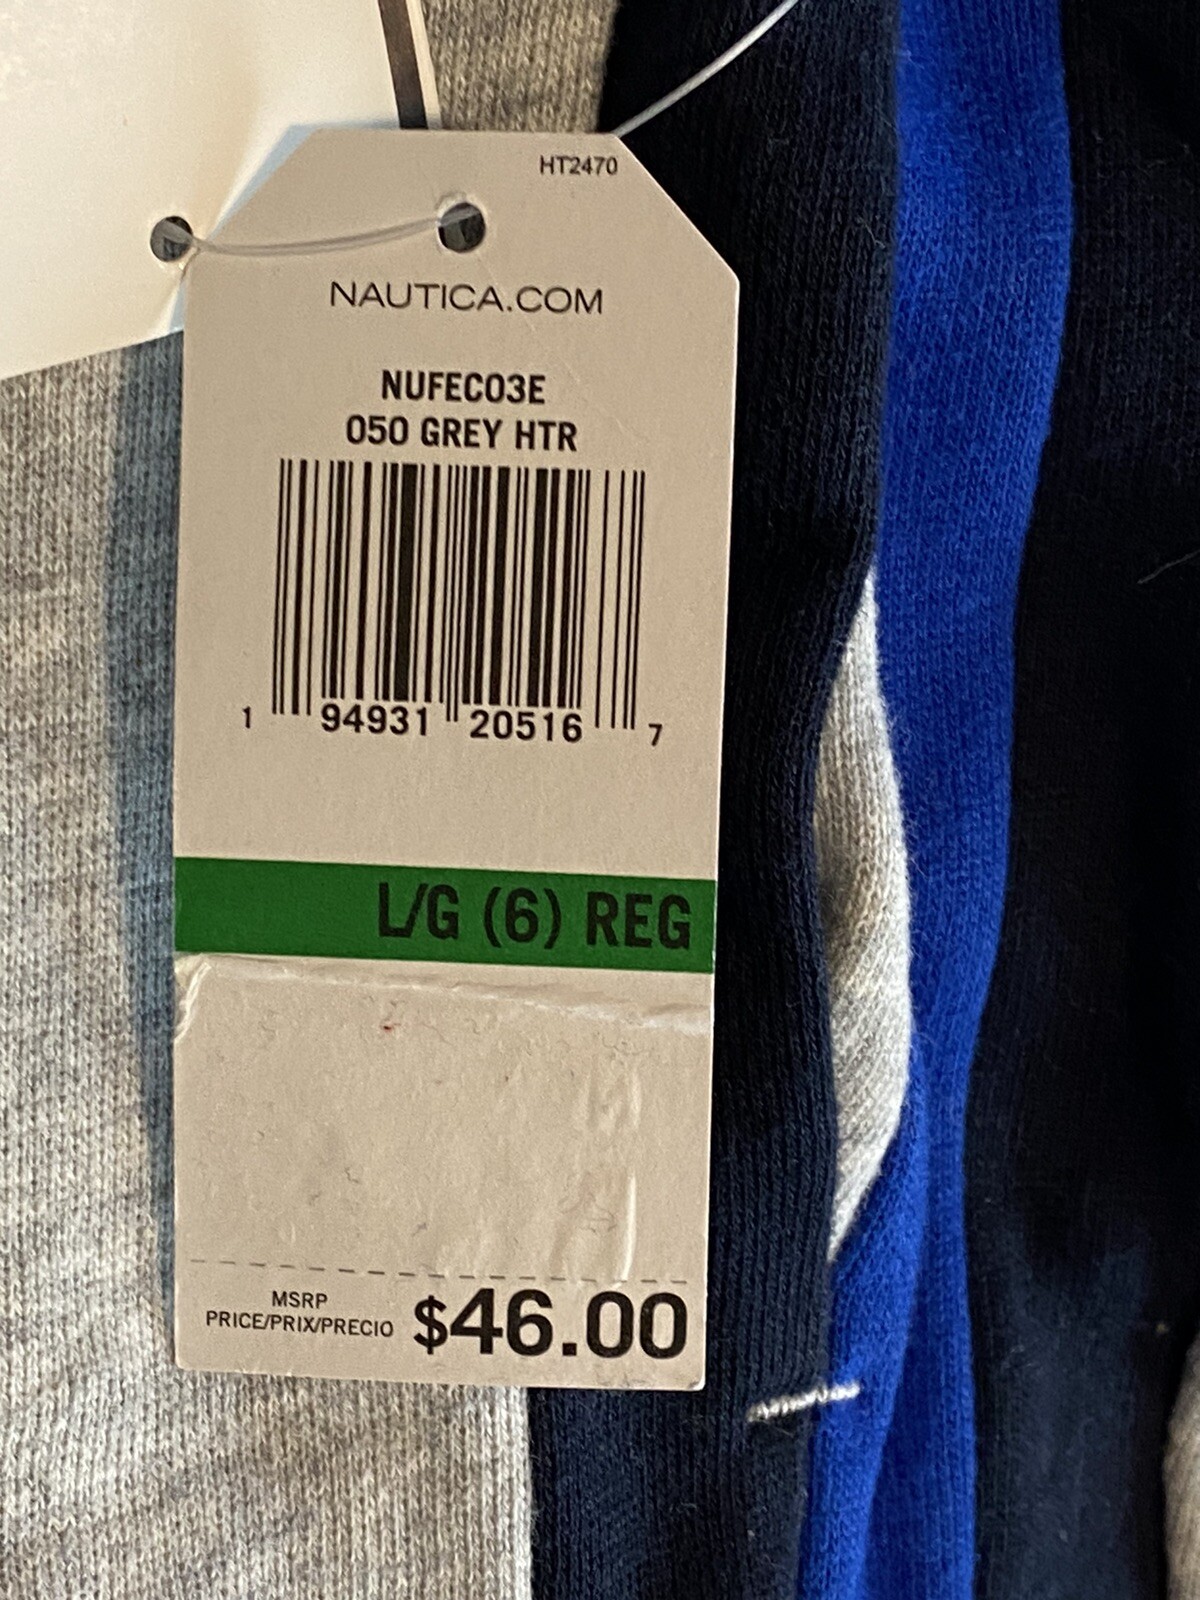 HT2470
NAUTICA.COM
NUFEC03E
050 GREY HTR
1 94931 20516 7
L/G (6) REG
MSRP
PRICE/PRIX/PRECIO
$46.00